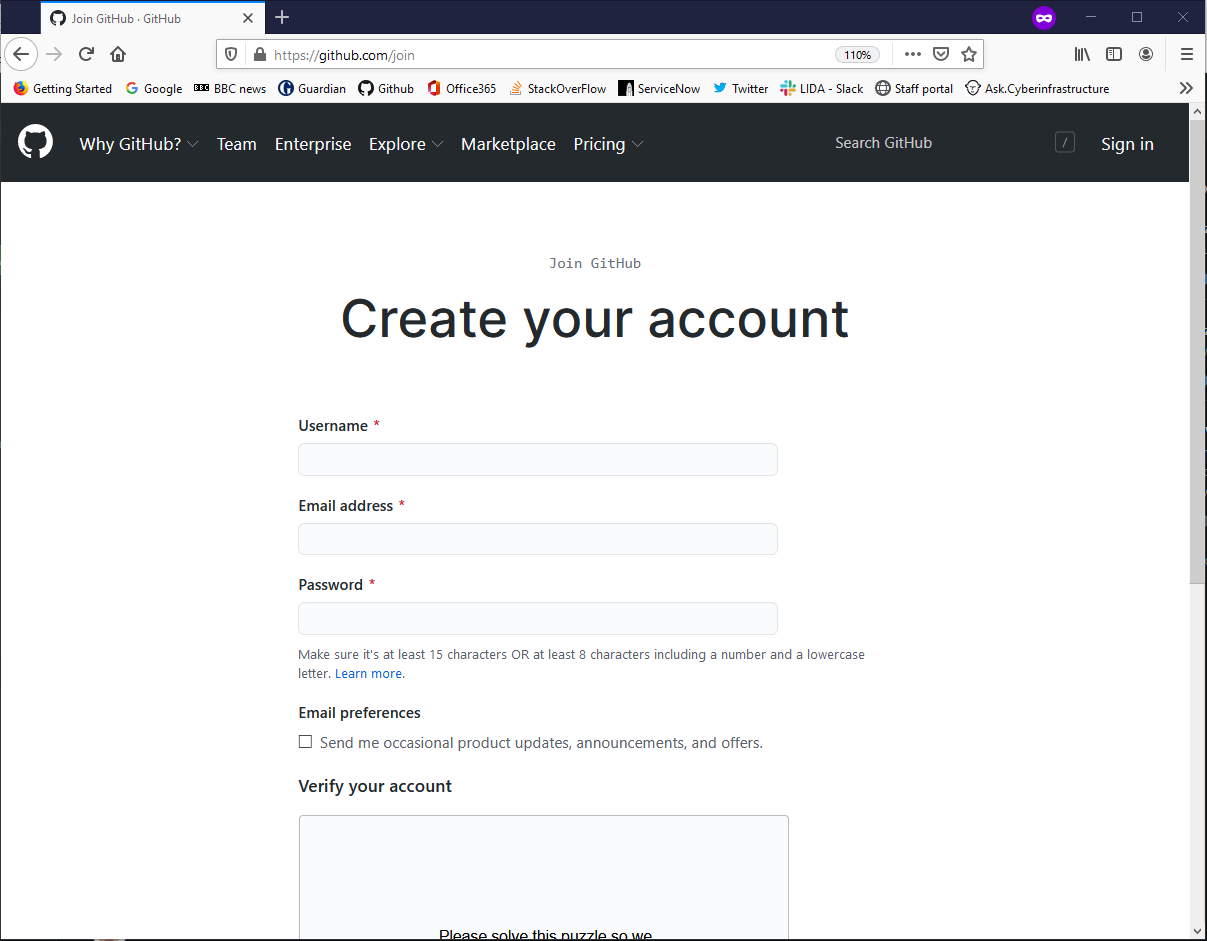 Join GitHub · GitHub
https://github.com/join
110%
Getting Started Google BBC news Guardian Github Office365 StackOverFlow ServiceNow Twitter LIDA - Slack Staff portal Ask.Cyberinfrastructure
Why GitHub? Team Enterprise Explore Marketplace Pricing Search GitHub / Sign in
Join GitHub
Create your account
Username *
Email address *
Password *
Make sure it's at least 15 characters OR at least 8 characters including a number and a lowercase
letter. Learn more.
Email preferences
Send me occasional product updates, announcements, and offers.
Verify your account
Please solve this puzzle so we